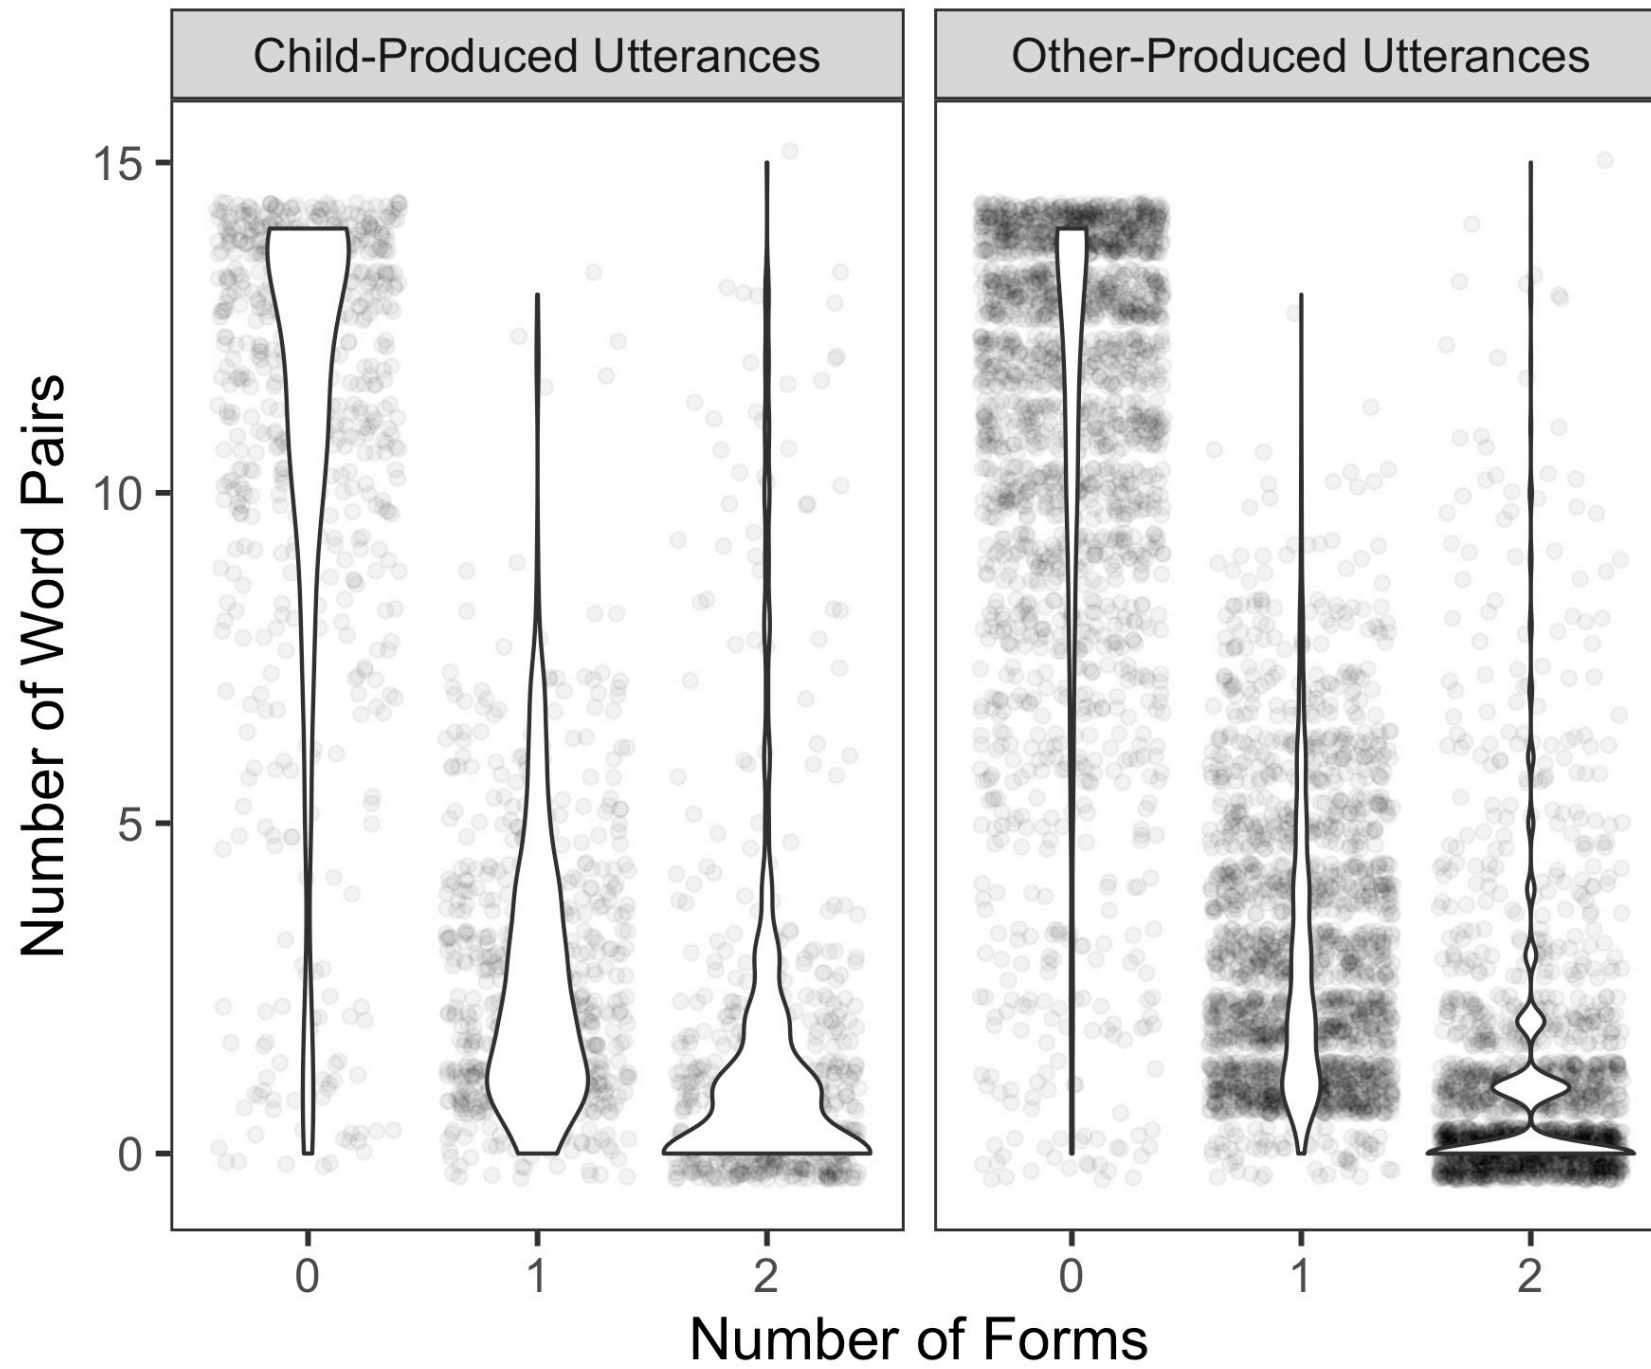 Child-Produced Utterances
Other-Produced Utterances
Number of Word Pairs
15
10
5
0
0 1 2
0 1 2
Number of Forms